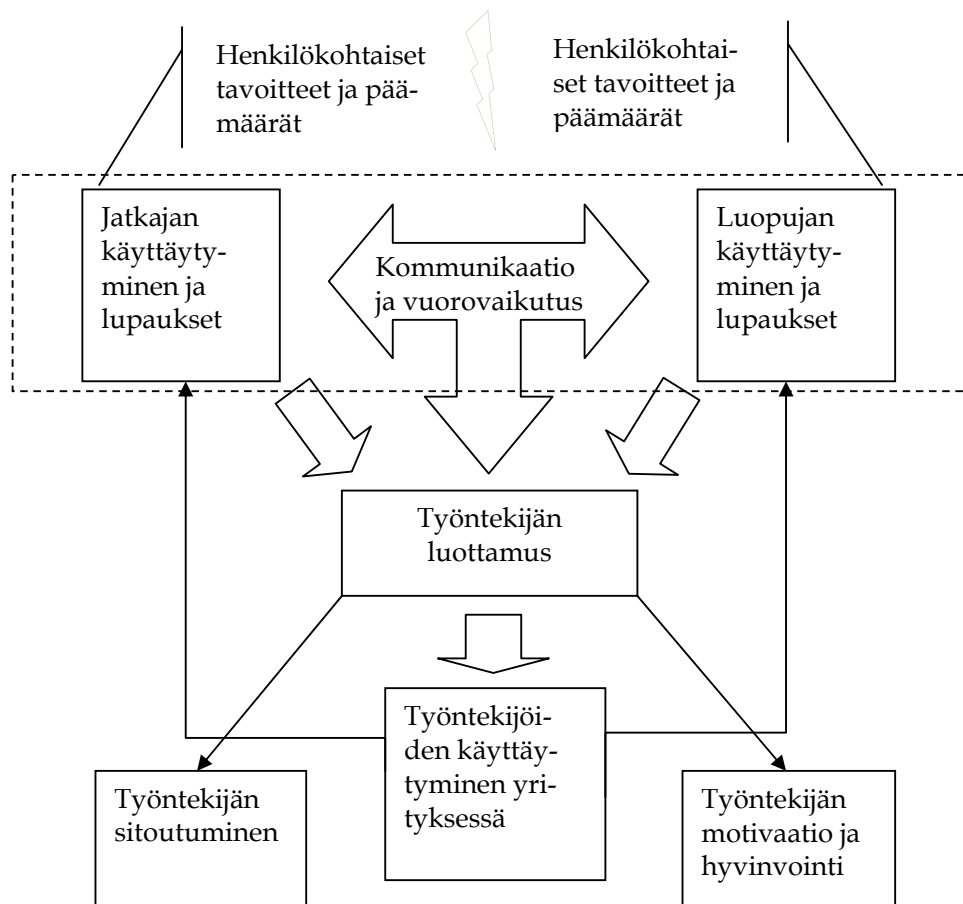 Henkilökohtaiset
tavoitteet ja pää-
määrät
Henkilökohtai-
set tavoitteet ja
päämäärät
Jatkajan
käyttäyty-
minen ja
lupaukset
Kommunikaatio
ja vuorovaikutus
Luopujan
käyttäyty-
minen ja
lupaukset
Työntekijän
luottamus
Työntekijöi-
den käyttäy-
tyminen yri-
tyksessä
Työntekijän
sitoutuminen
Työntekijän
motivaatio ja
hyvinvointi